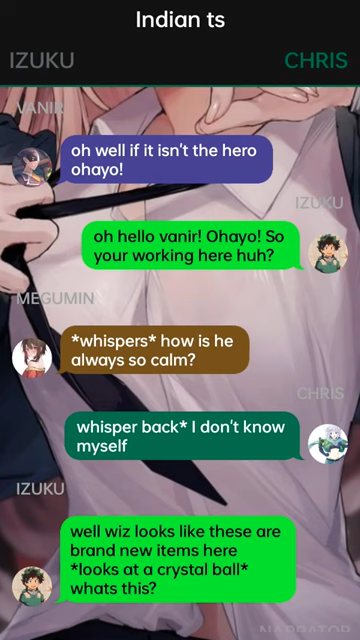 Indian ts
IZUKU
CHRIS
VANIR
oh well if it isn't the hero
ohayo!
IZUKU
oh hello vanir! Ohayo! So
your working here huh?
MEGUMIN
*whispers* how is he
always so calm?
CHRIS
whisper back* I don't know
myself
IZUKU
well wiz looks like these are
brand new items here
*looks at a crystal ball*
whats this?
NARRATOR